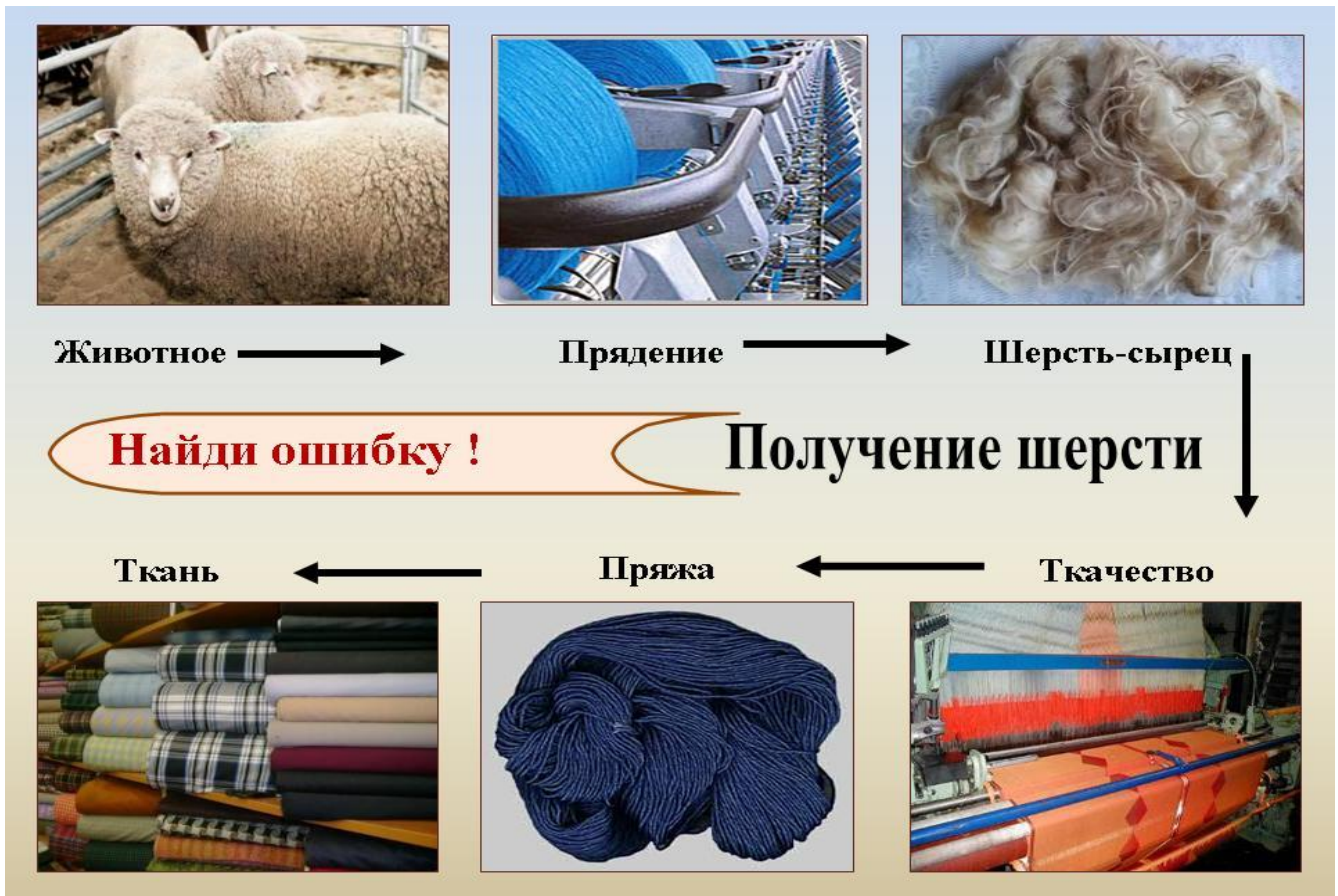 Животное
Прядение
Шерсть-сырец
Найди ошибку !
Получение шерсти
Ткань
Пряжа
Ткачество